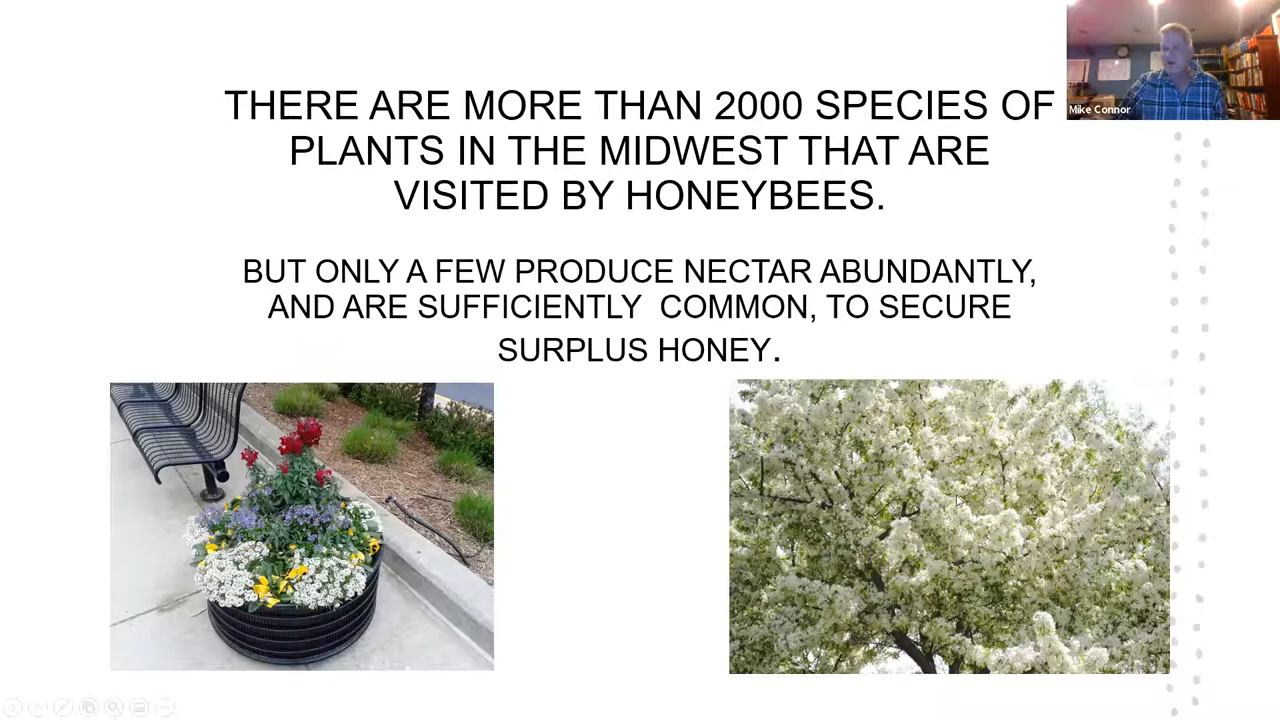 THERE ARE MORE THAN 2000 SPECIES OF
PLANTS IN THE MIDWEST THAT ARE
VISITED BY HONEYBEES.
BUT ONLY A FEW PRODUCE NECTAR ABUNDANTLY,
AND ARE SUFFICIENTLY COMMON, TO SECURE
SURPLUS HONEY.
Mike Connor